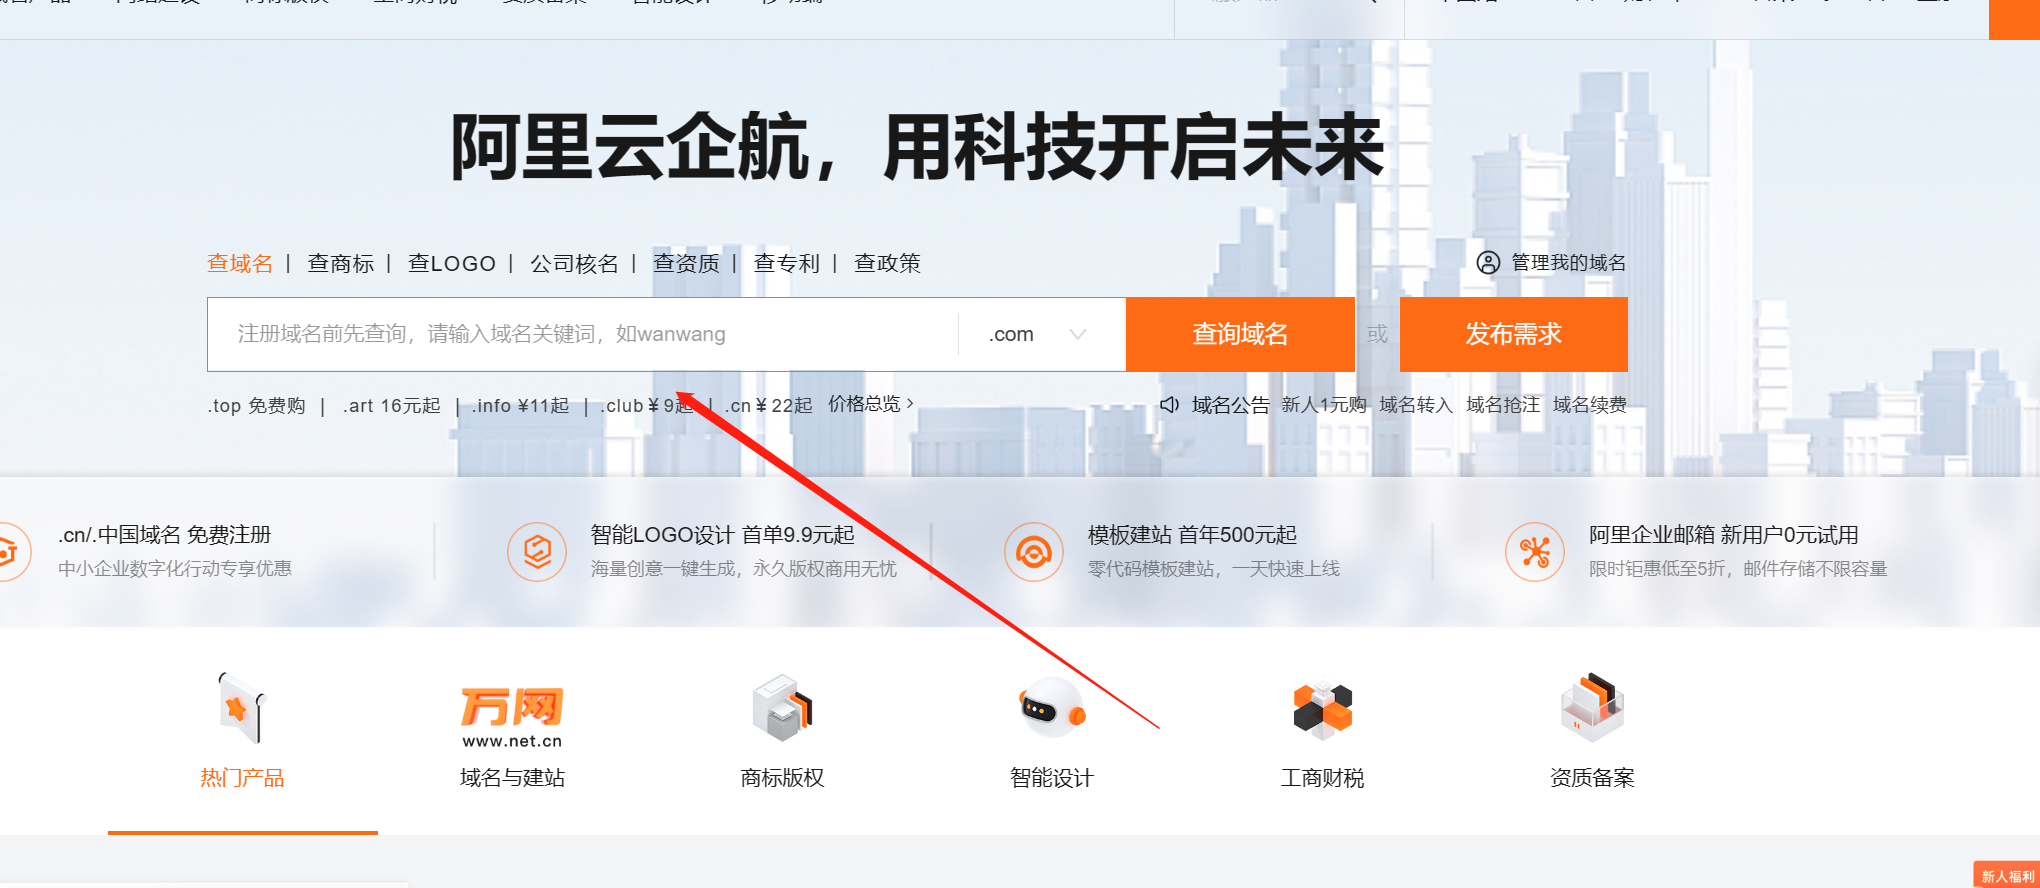 阿里云企航，用科技开启未来
查域名 | 查商标 | 查LOGO | 公司核名 | 查资质 | 查专利 | 查政策
管理我的域名
注册域名前先查询，请输入域名关键词，如wanwang
.com
查询域名
或
发布需求
.top 免费购 | .art 16元起 | .info ¥11起 | .club ¥ 9起 | .cn ¥ 22起 价格总览 >
域名公告 新人1元购 域名转入 域名抢注 域名续费
.cn/.中国域名 免费注册
中小企业数字化行动专享优惠
智能LOGO设计 首单9.9元起
海量创意一键生成，永久版权商用无忧
模板建站 首年500元起
零代码模板建站，一天快速上线
阿里企业邮箱 新用户0元试用
限时钜惠低至5折，邮件存储不限容量
热门产品
万网
www.net.cn
域名与建站
商标版权
智能设计
工商财税
资质备案
新人福利